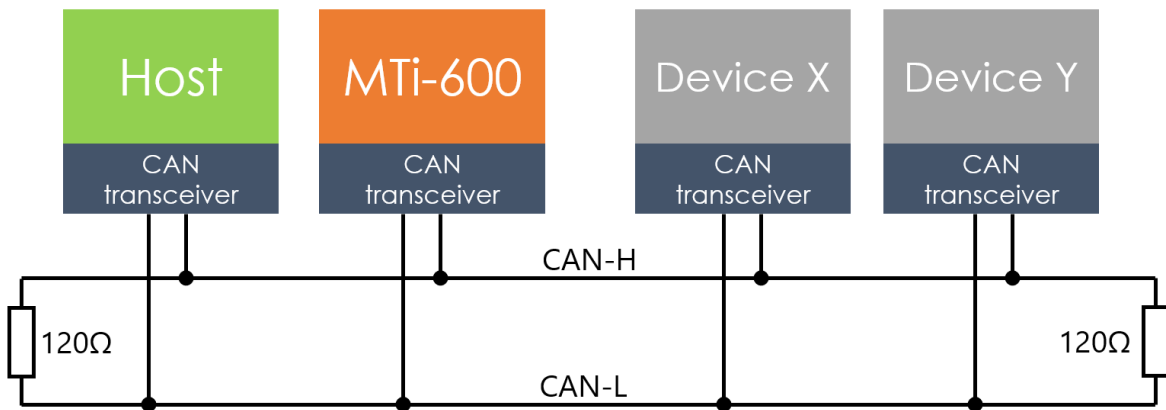 Host
MTi-600
Device X
Device Y
CAN
transceiver
CAN
transceiver
CAN
transceiver
CAN
transceiver
CAN-H
120Ω
120Ω
CAN-L